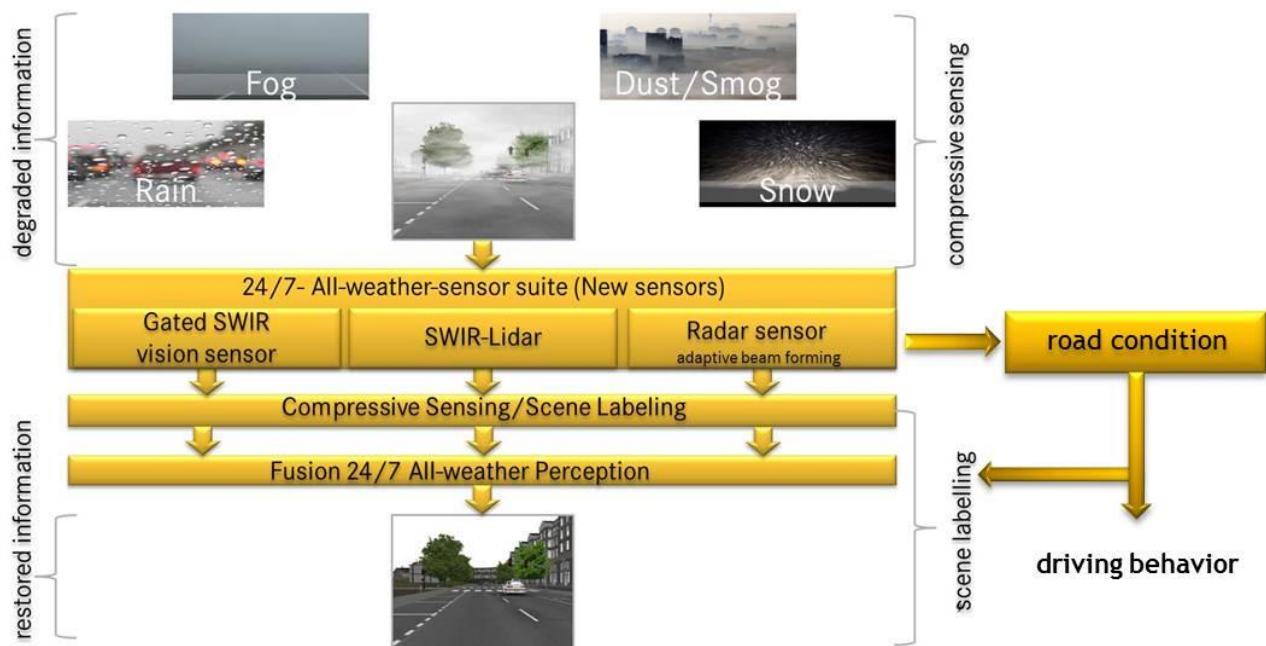 degraded information
Fog
Dust/Smog
Rain
Snow
compressive sensing
24/7- All-weather-sensor suite (New sensors)
Gated SWIR
vision sensor
SWIR-Lidar
Radar sensor
adaptive beam forming
road condition
Compressive Sensing/Scene Labeling
Fusion 24/7 All-weather Perception
restored information
scene labelling
driving behavior